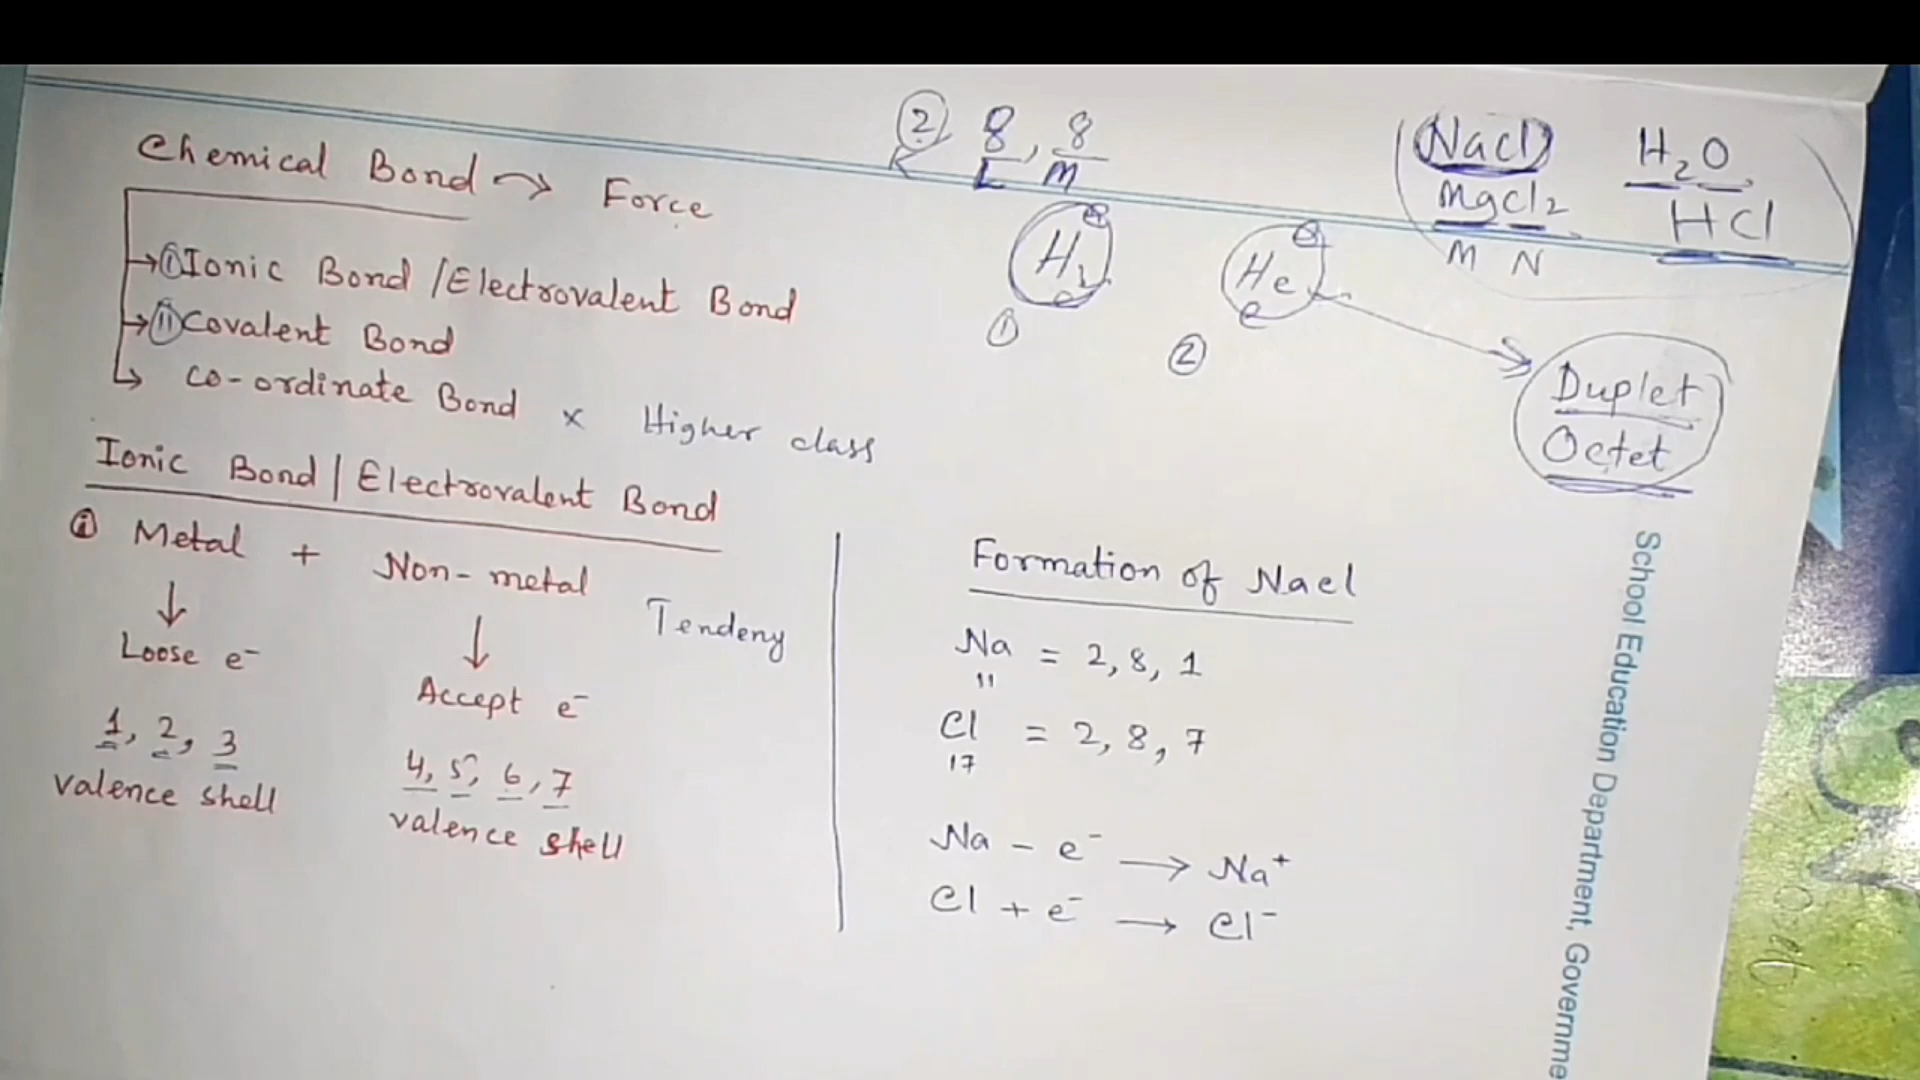 Chemical Bond → Force
→ⓘ Ionic Bond / Electrovalent Bond
→ⓘⓘ Covalent Bond
↳ co-ordinate Bond × Higher class
② 8, 8
K L M
H
①
He
e
②
NaCl H₂O
MgCl₂ HCl
M N
Duplet
Octet
Ionic Bond | Electrovalent Bond
ⓘ Metal + Non-metal
↓ ↓
Loose e⁻ Accept e⁻
Tendeny
1, 2, 3 4, 5, 6, 7
valence shell valence shell
Formation of Nacl
Na = 2, 8, 1
11
Cl = 2, 8, 7
17
Na - e⁻ → Na⁺
Cl + e⁻ → Cl⁻
School Education Department, Governme